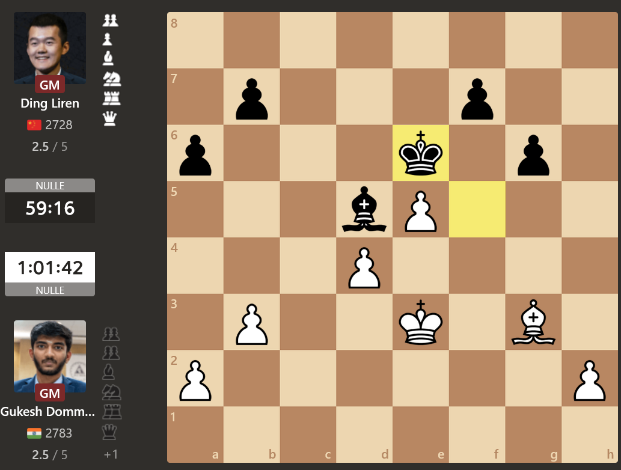 GM
Ding Liren
2728
2.5 / 5
NULLE
59:16
1:01:42
NULLE
GM
Gukesh Domm...
2783
2.5 / 5
+1
8
7
6
5
4
3
2
1
a b c d e f g h